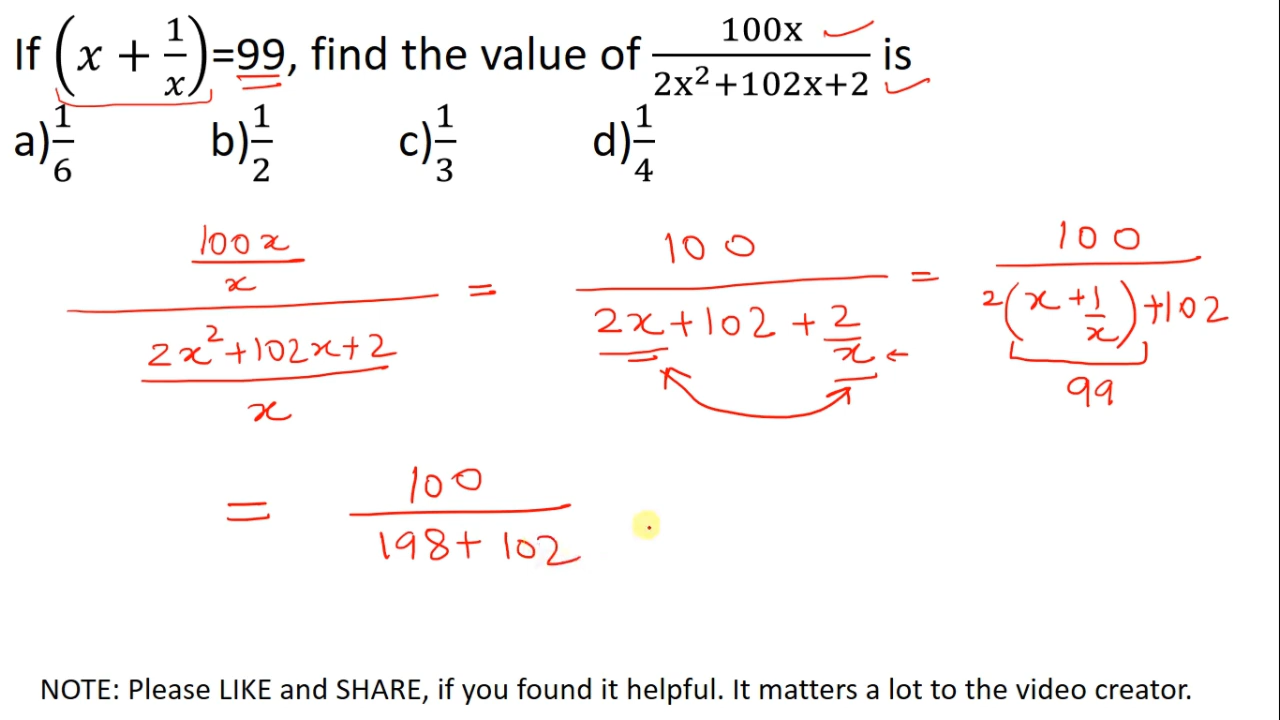 If (x + 1/x)=99, find the value of 100x/(2x²+102x+2) is
a) 1/6 b) 1/2 c) 1/3 d) 1/4
(100x/x)/((2x²+102x+2)/x) = 100/(2x+102+2/x) = 100/(2(x+1/x)+102)
99
= 100/(198+102)
NOTE: Please LIKE and SHARE, if you found it helpful. It matters a lot to the video creator.